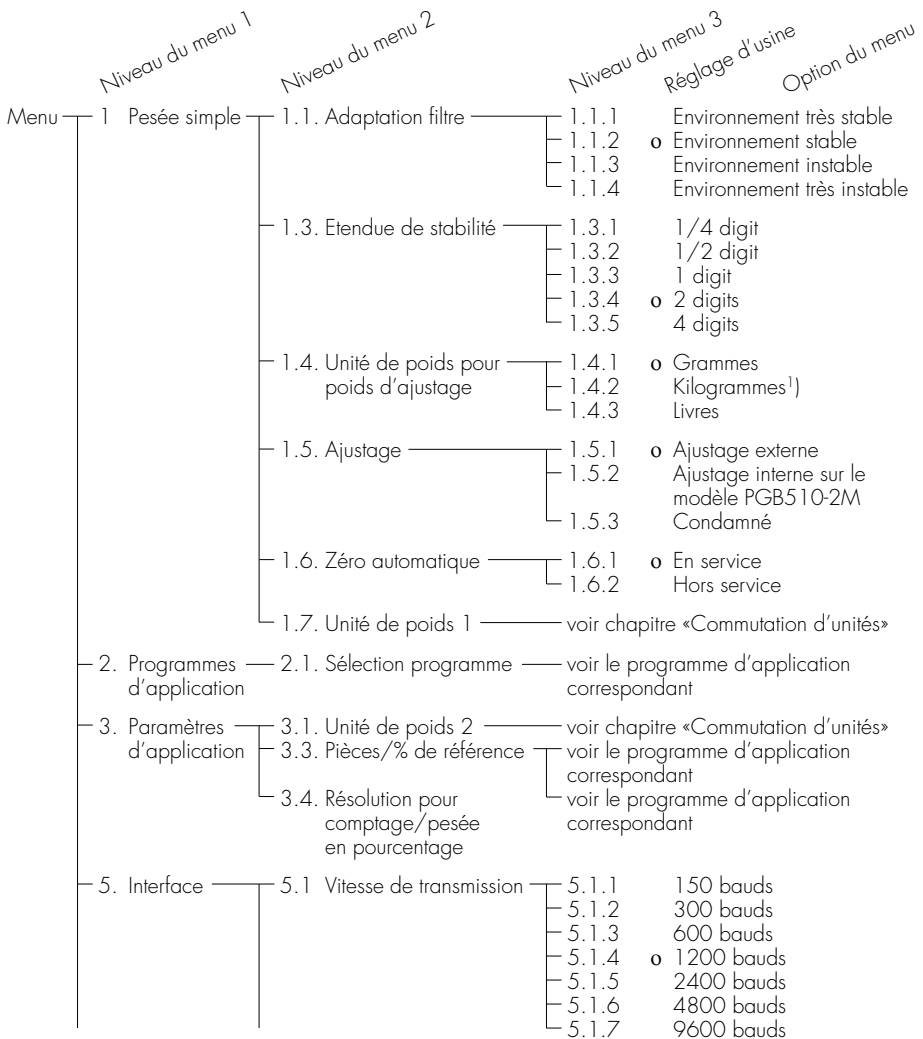 Niveau du menu 1 Niveau du menu 2 Niveau du menu 3 Réglage d'usine Option du menu
Menu 1 Pesée simple 1.1. Adaptation filtre 1.1.1 Environnement très stable
1.1.2 o Environnement stable
1.1.3 Environnement instable
1.1.4 Environnement très instable
1.3. Etendue de stabilité 1.3.1 1/4 digit
1.3.2 1/2 digit
1.3.3 1 digit
1.3.4 o 2 digits
1.3.5 4 digits
1.4. Unité de poids pour 1.4.1 o Grammes
poids d'ajustage 1.4.2 Kilogrammes1)
1.4.3 Livres
1.5. Ajustage 1.5.1 o Ajustage externe
1.5.2 Ajustage interne sur le
modèle PGB510-2M
1.5.3 Condamné
1.6. Zéro automatique 1.6.1 o En service
1.6.2 Hors service
1.7. Unité de poids 1 voir chapitre «Commutation d'unités»
2. Programmes 2.1. Sélection programme voir le programme d'application
d'application correspondant
3. Paramètres 3.1. Unité de poids 2 voir chapitre «Commutation d'unités»
d'application 3.3. Pièces/% de référence voir le programme d'application
correspondant
3.4. Résolution pour voir le programme d'application
comptage/pesée correspondant
en pourcentage
5. Interface 5.1 Vitesse de transmission 5.1.1 150 bauds
5.1.2 300 bauds
5.1.3 600 bauds
5.1.4 o 1200 bauds
5.1.5 2400 bauds
5.1.6 4800 bauds
5.1.7 9600 bauds